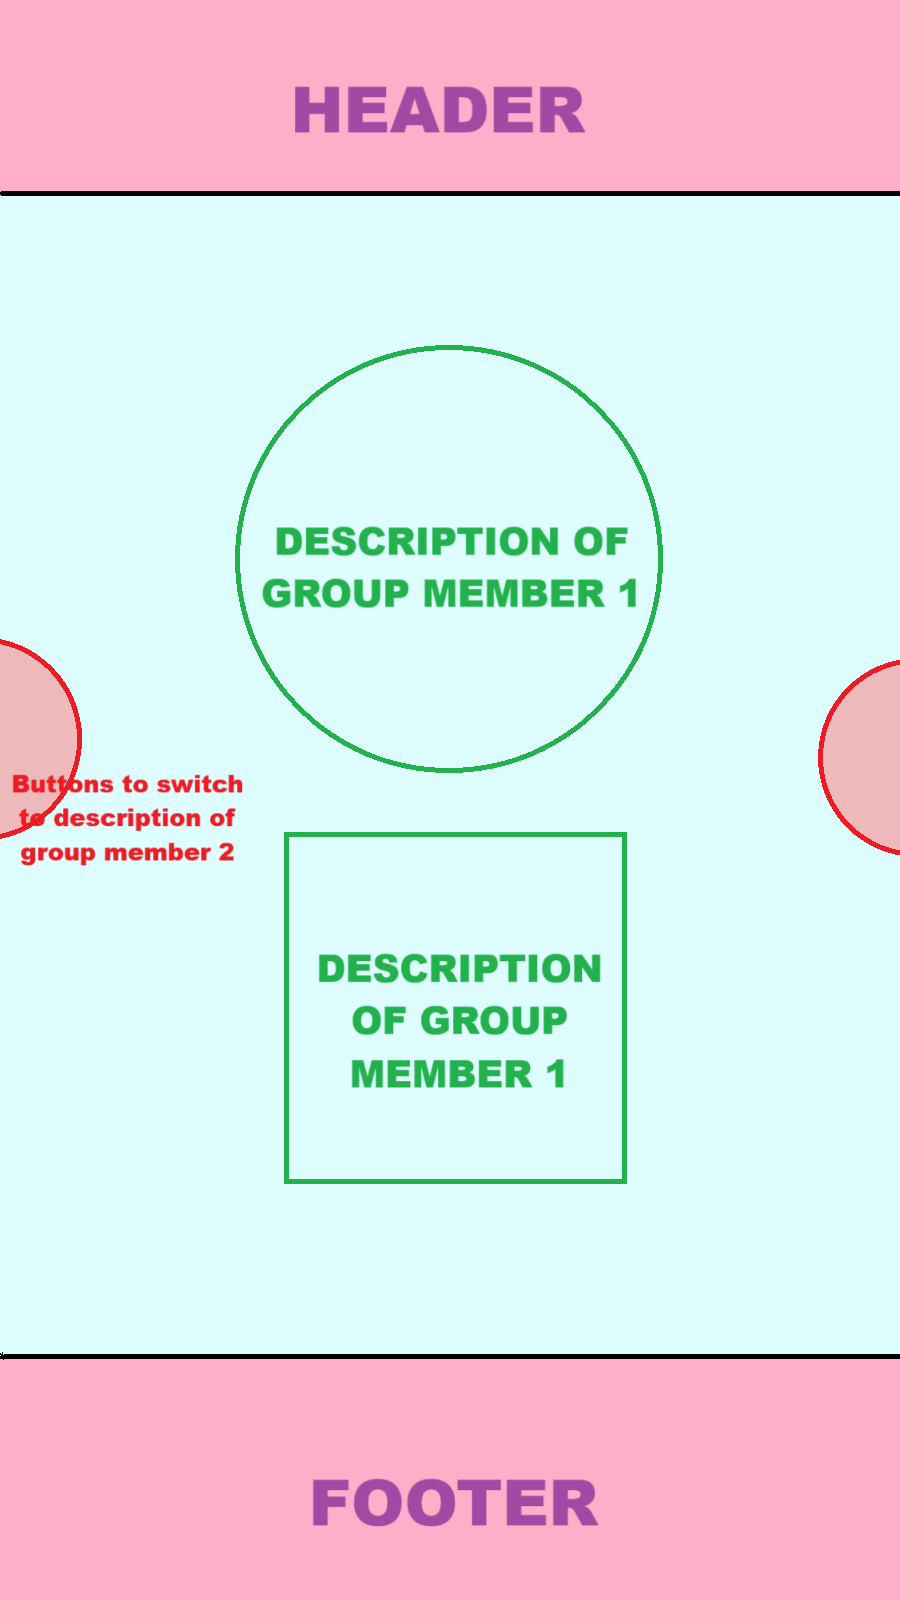 HEADER
DESCRIPTION OF
GROUP MEMBER 1
Buttons to switch
to description of
group member 2
DESCRIPTION
OF GROUP
MEMBER 1
FOOTER